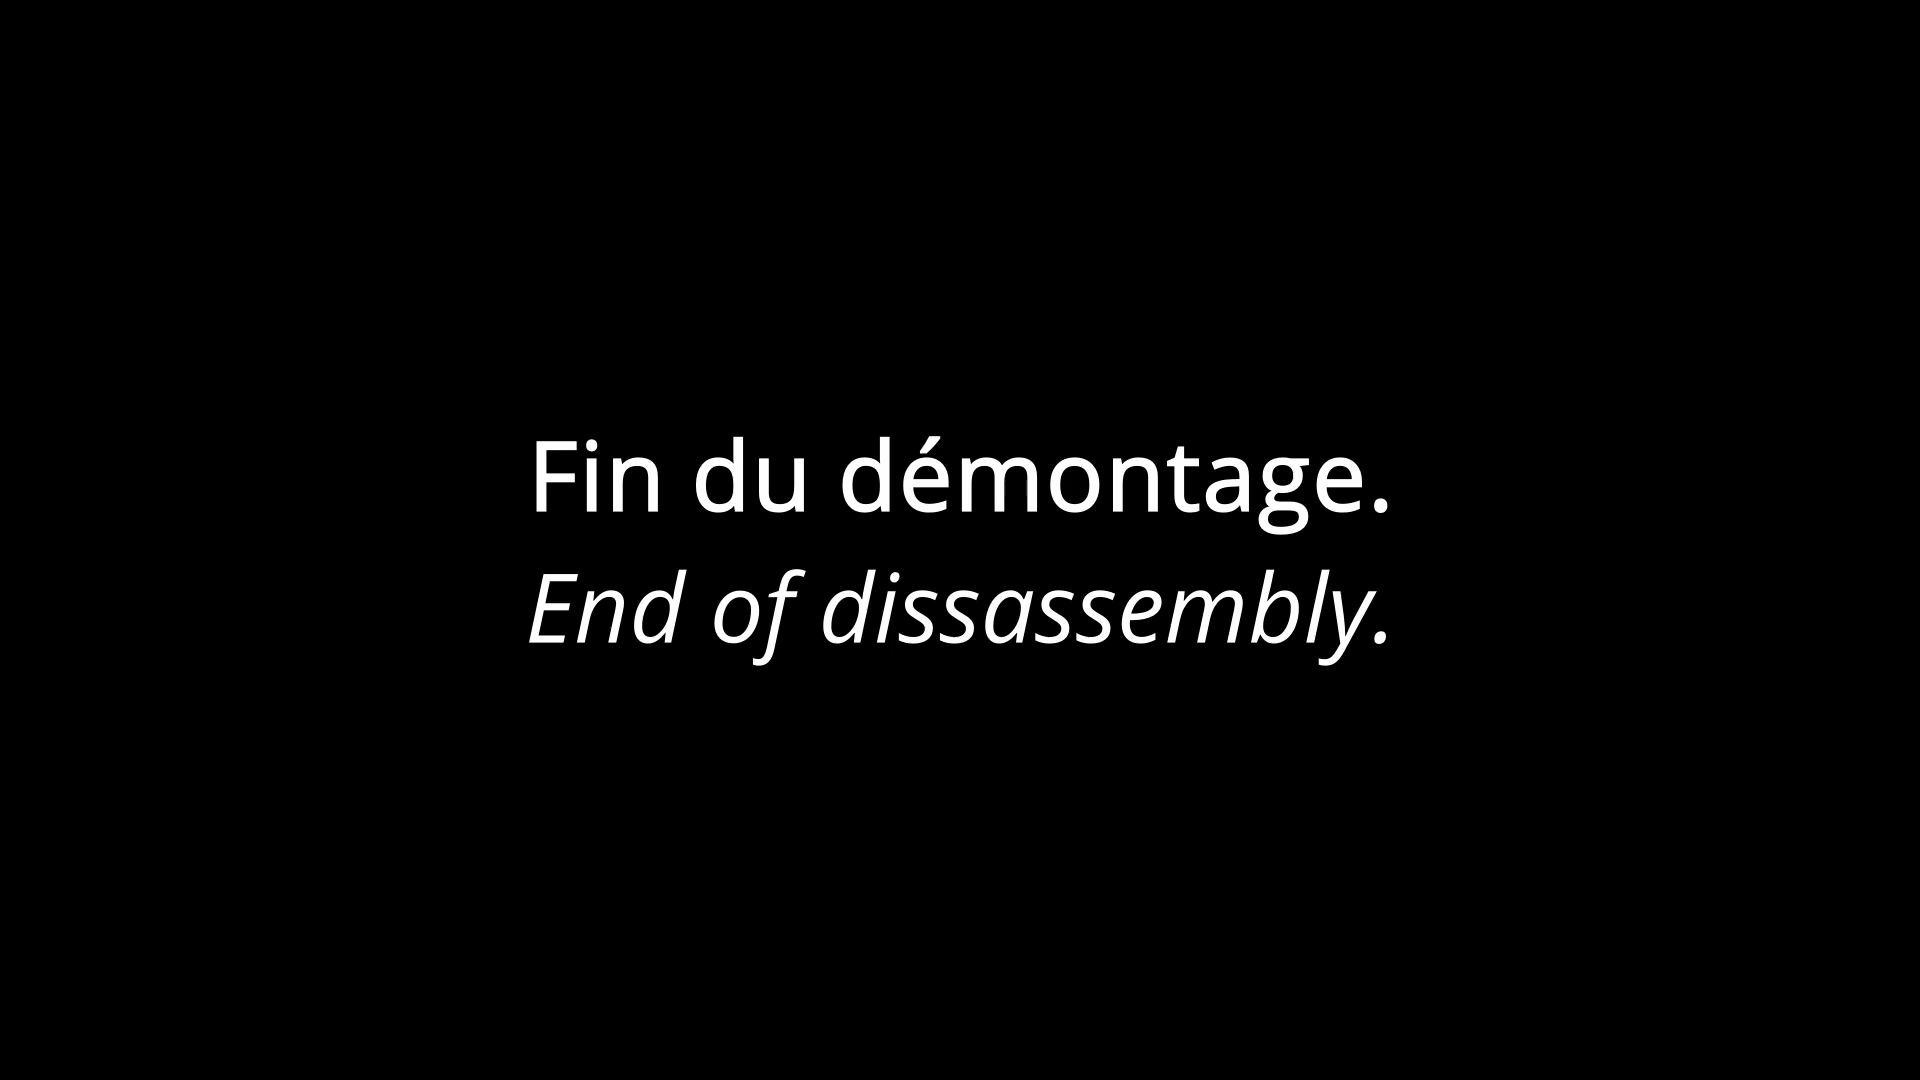 Fin du démontage.
End of dissassembly.